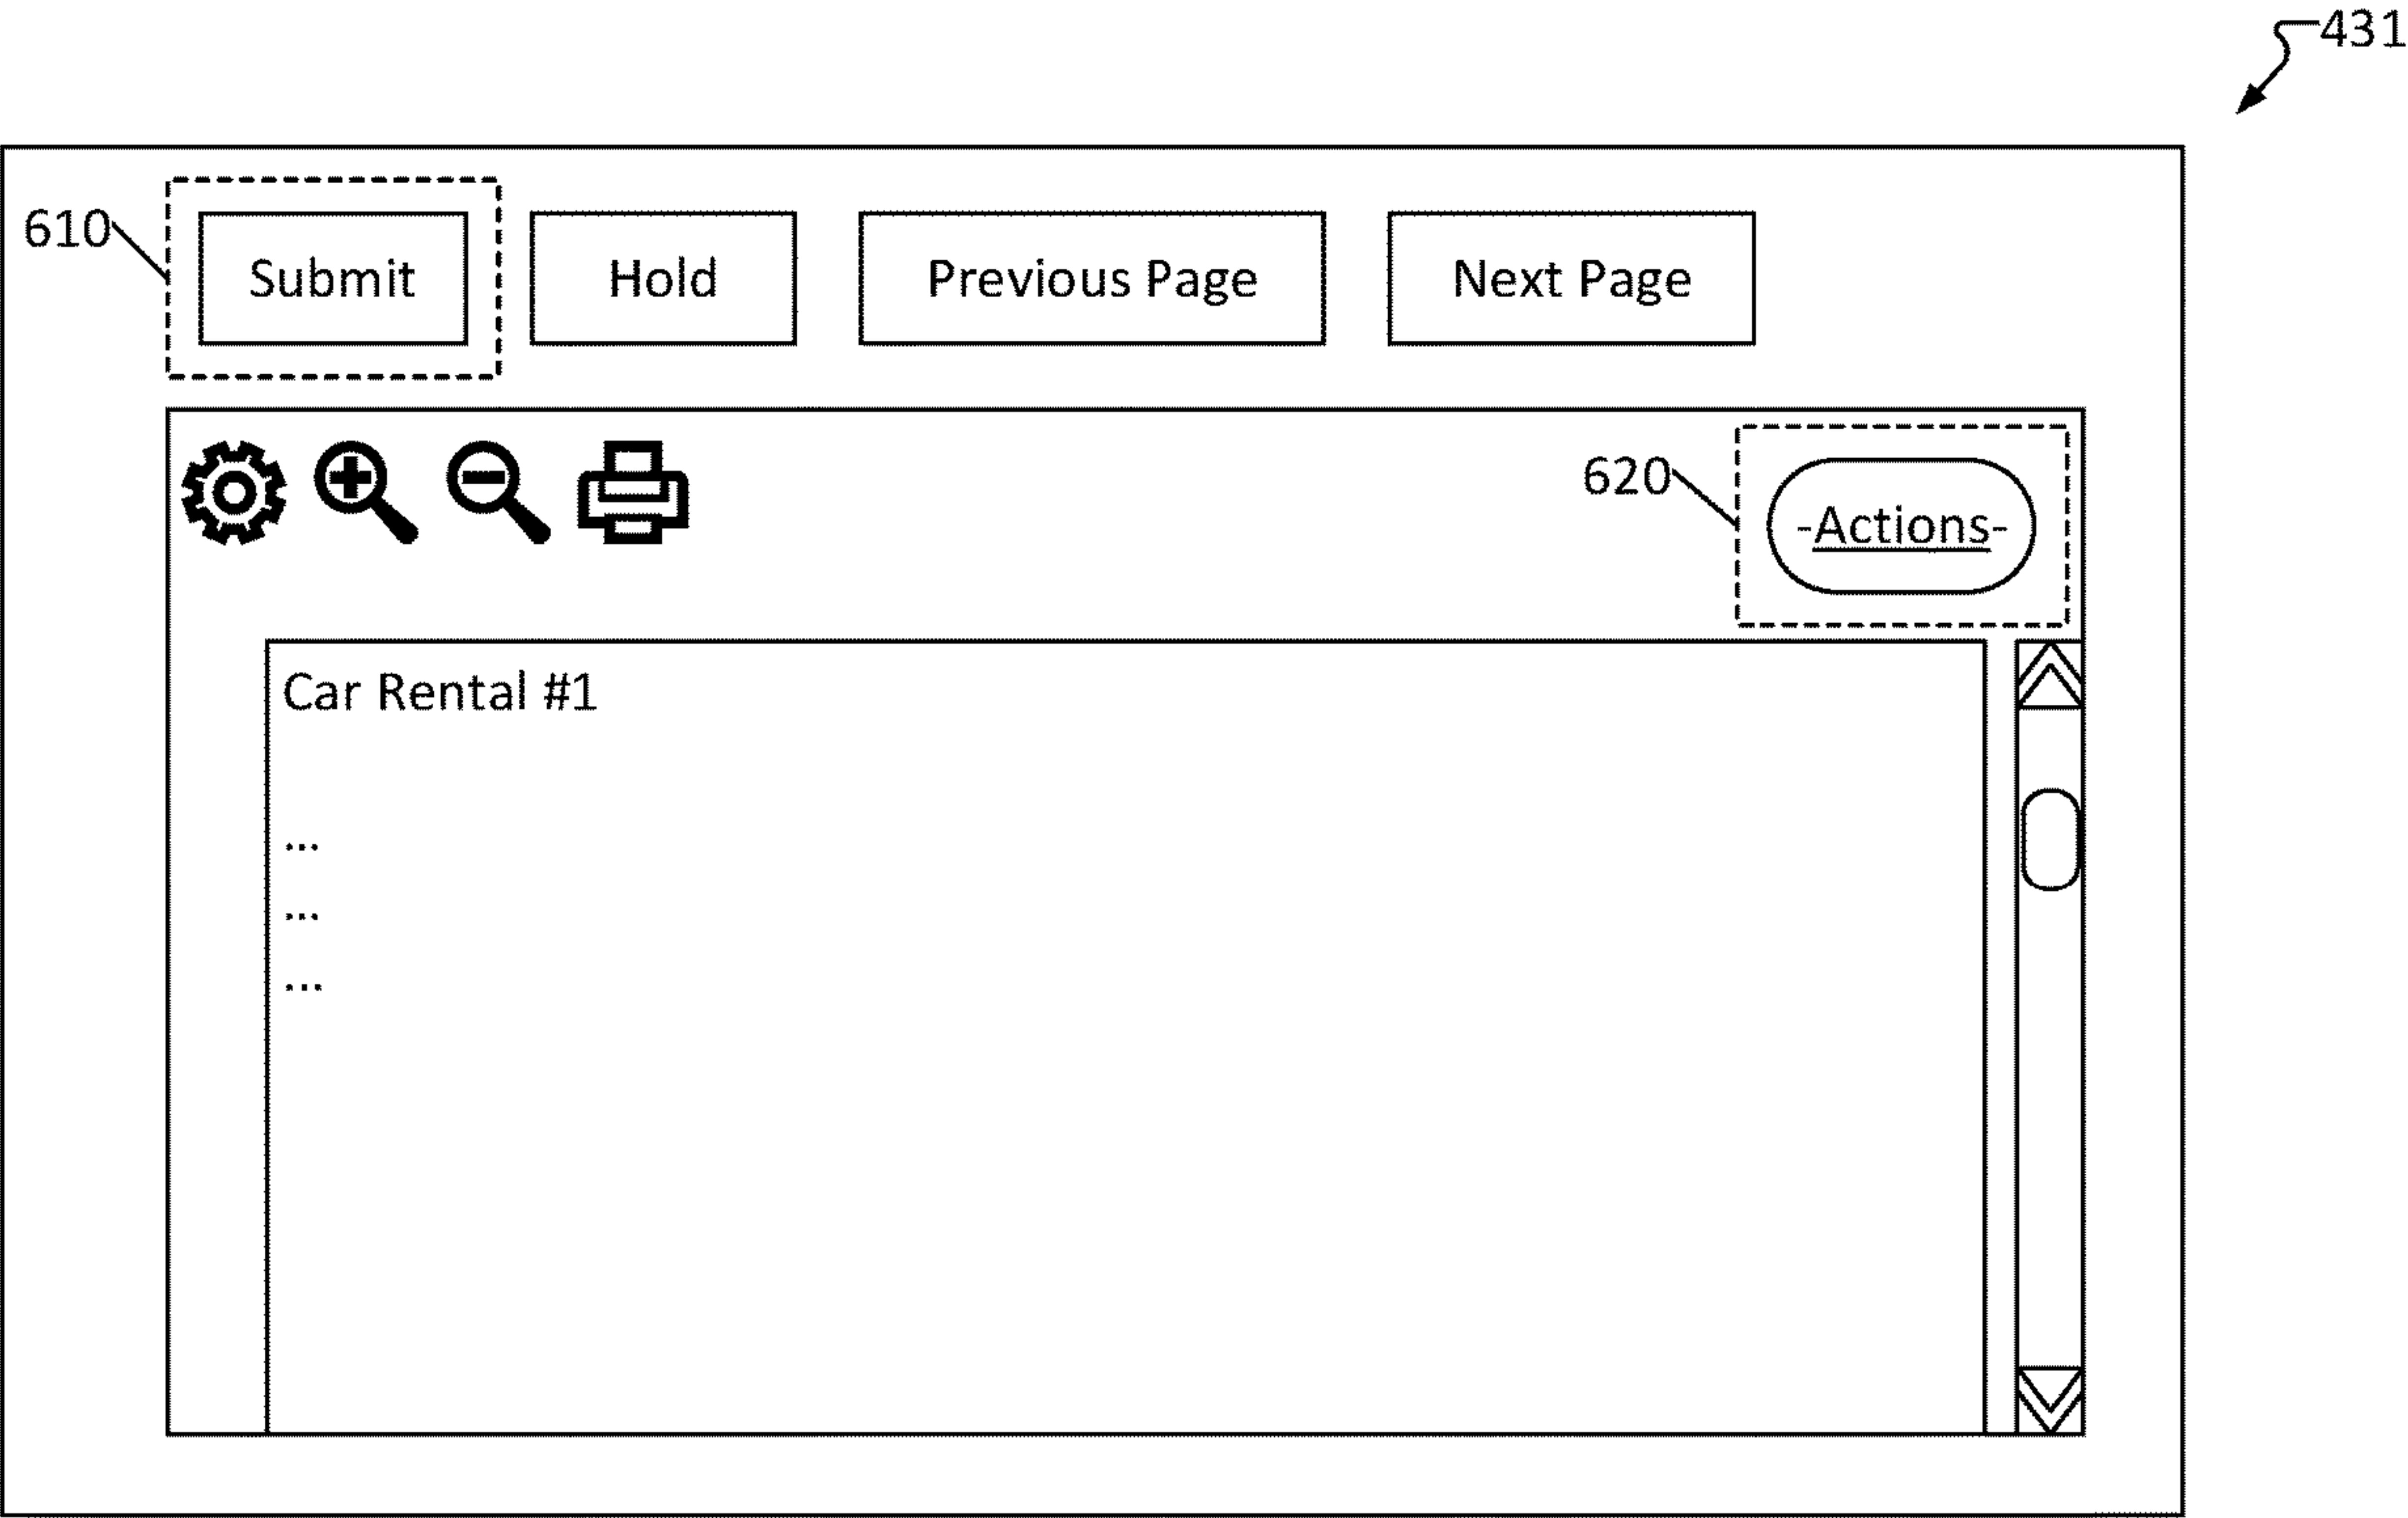 431
610
Submit
Hold
Previous Page
Next Page
620
-Actions-
Car Rental #1
...
...
...